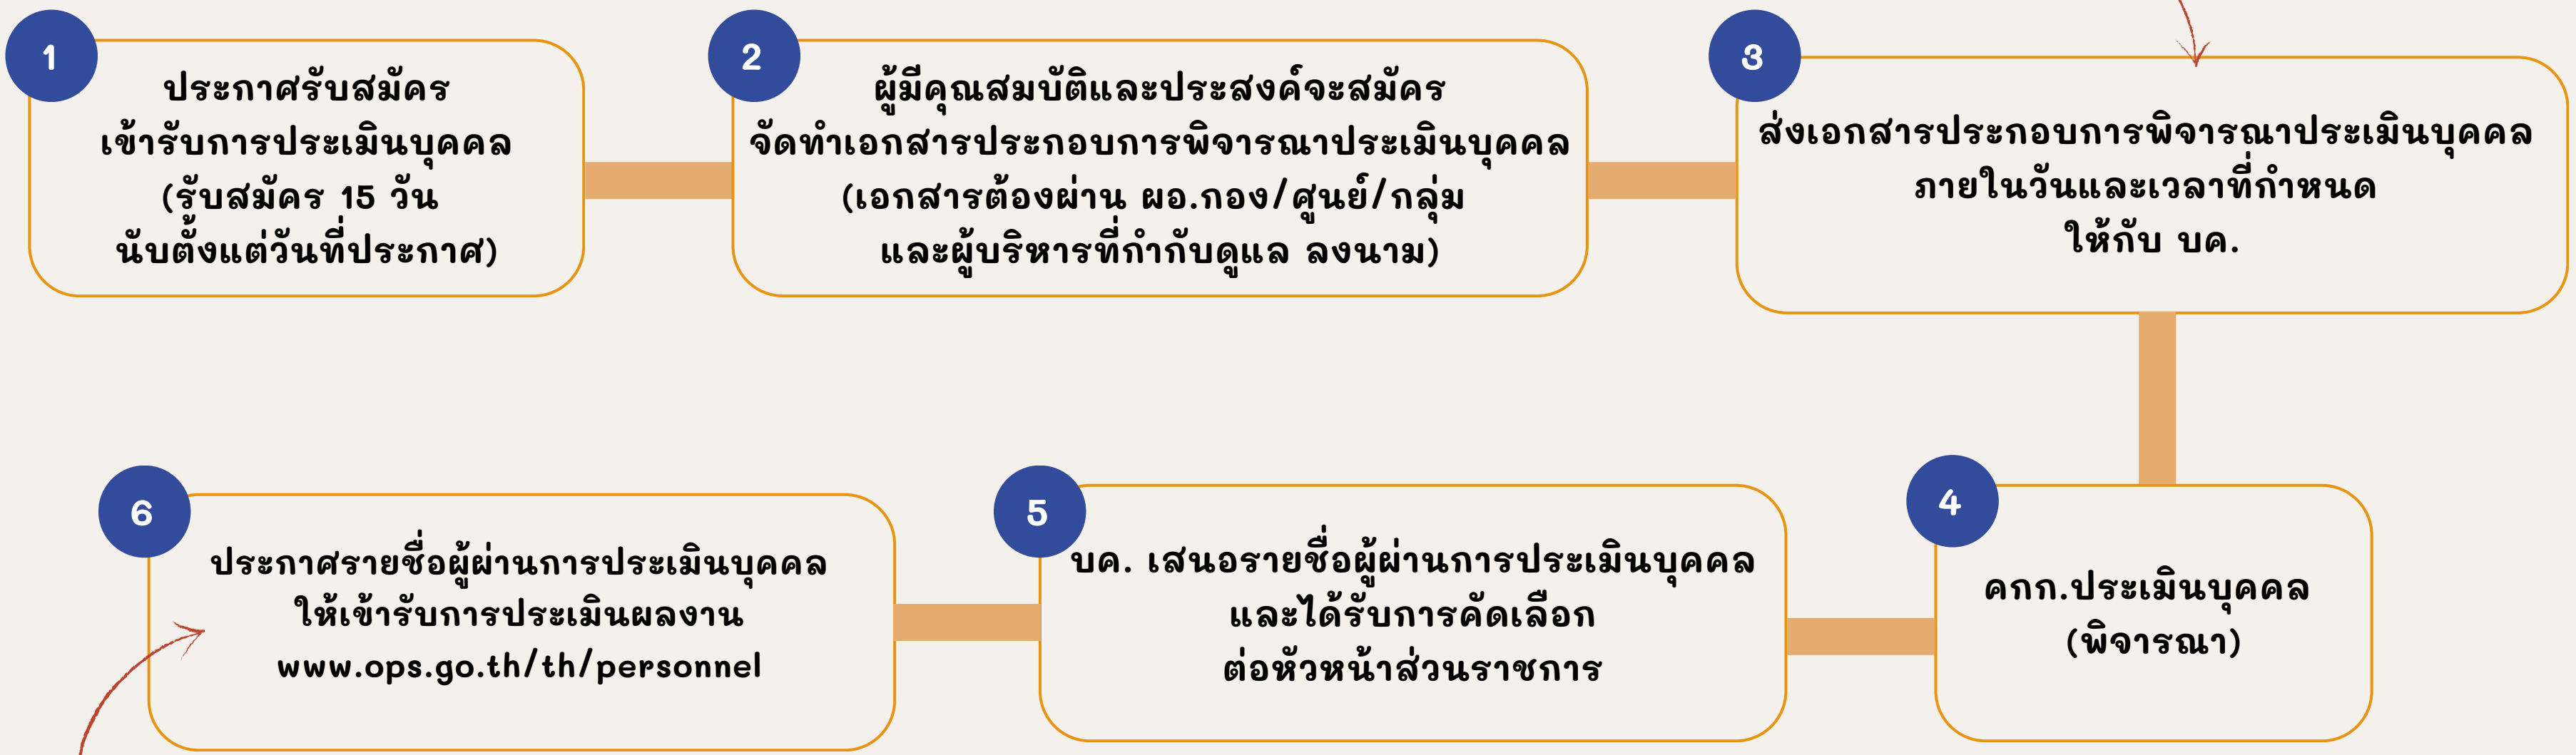 1
ประกาศรับสมัคร
เข้ารับการประเมินบุคคล
(รับสมัคร 15 วัน
นับตั้งแต่วันที่ประกาศ)
2
ผู้มีคุณสมบัติและประสงค์จะสมัคร
จัดทำเอกสารประกอบการพิจารณาประเมินบุคคล
(เอกสารต้องผ่าน ผอ.กอง/ศูนย์/กลุ่ม
และผู้บริหารที่กำกับดูแล ลงนาม)
3
ส่งเอกสารประกอบการพิจารณาประเมินบุคคล
ภายในวันและเวลาที่กำหนด
ให้กับ บค.
4
คกก.ประเมินบุคคล
(พิจารณา)
5
บค. เสนอรายชื่อผู้ผ่านการประเมินบุคคล
และได้รับการคัดเลือก
ต่อหัวหน้าส่วนราชการ
6
ประกาศรายชื่อผู้ผ่านการประเมินบุคคล
ให้เข้ารับการประเมินผลงาน
www.ops.go.th/th/personnel